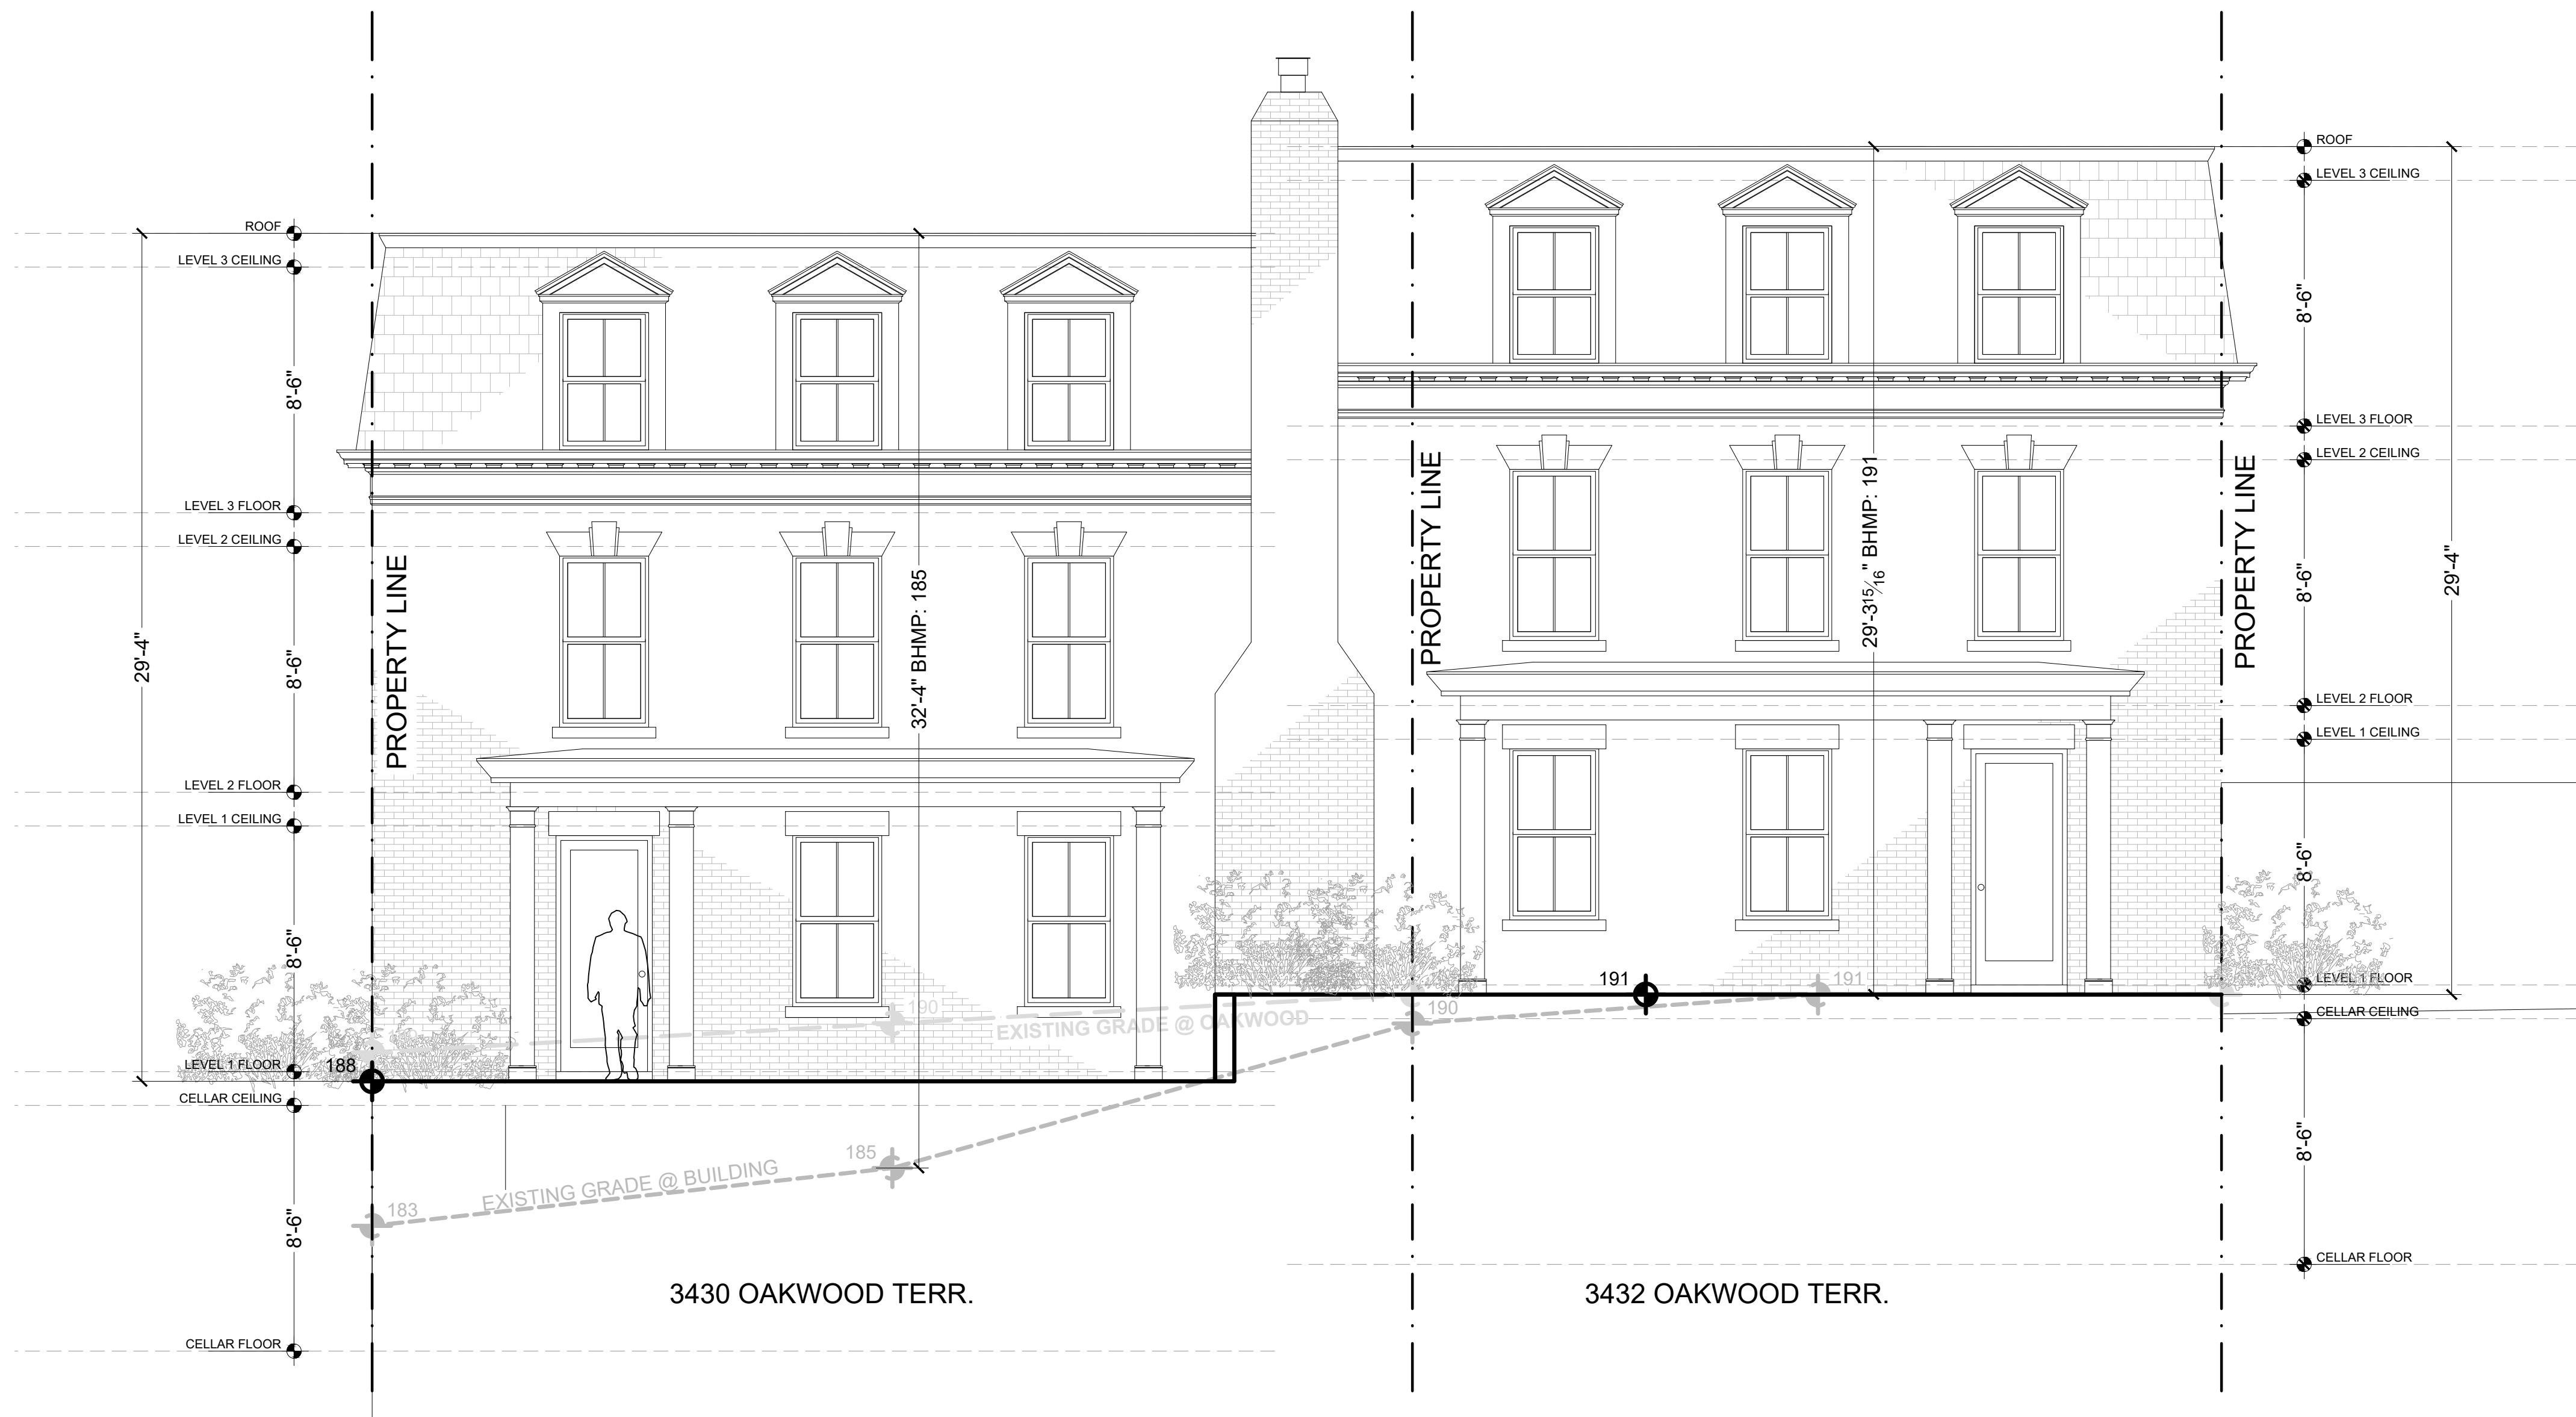 ROOF
LEVEL 3 CEILING
8'-6"
LEVEL 3 FLOOR
LEVEL 2 CEILING
8'-6"
LEVEL 2 FLOOR
LEVEL 1 CEILING
8'-6"
LEVEL 1 FLOOR
CELLAR CEILING
8'-6"
CELLAR FLOOR
29'-4"
PROPERTY LINE
32'-4" BHMP: 185
188
190
EXISTING GRADE @ OAKWOOD
185
EXISTING GRADE @ BUILDING
183
3430 OAKWOOD TERR.
PROPERTY LINE
29'-3 15/16" BHMP: 191
191
191
190
3432 OAKWOOD TERR.
PROPERTY LINE
ROOF
LEVEL 3 CEILING
8'-6"
LEVEL 3 FLOOR
LEVEL 2 CEILING
8'-6"
LEVEL 2 FLOOR
LEVEL 1 CEILING
8'-6"
LEVEL 1 FLOOR
CELLAR CEILING
8'-6"
CELLAR FLOOR
29'-4"